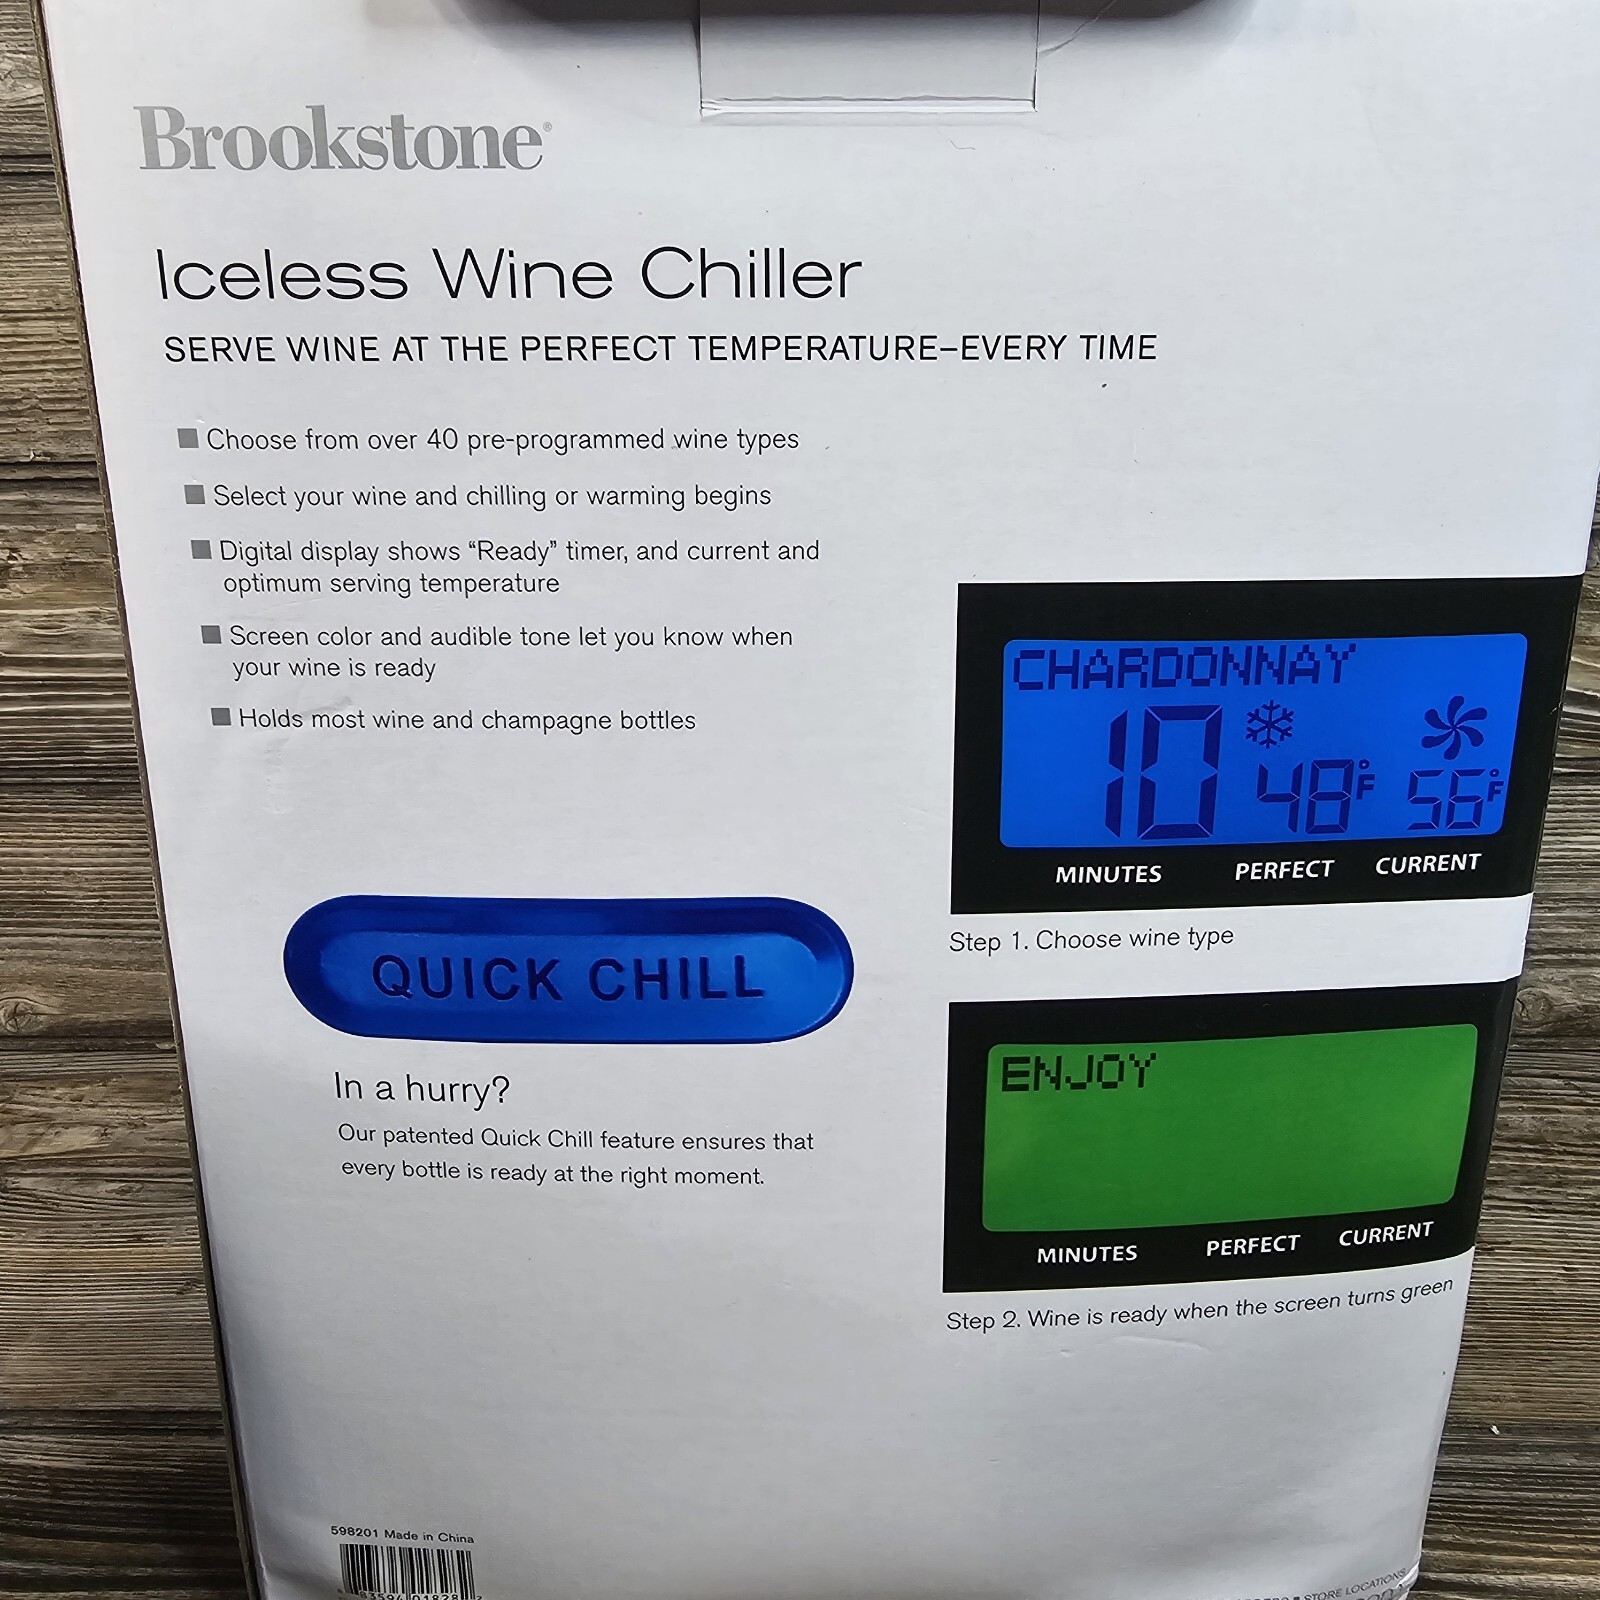 Brookstone®
Iceless Wine Chiller
SERVE WINE AT THE PERFECT TEMPERATURE–EVERY TIME
■ Choose from over 40 pre-programmed wine types
■ Select your wine and chilling or warming begins
■ Digital display shows “Ready” timer, and current and
optimum serving temperature
■ Screen color and audible tone let you know when
your wine is ready
■ Holds most wine and champagne bottles
CHARDONNAY
10 48°F 56°F
MINUTES PERFECT CURRENT
Step 1. Choose wine type
QUICK CHILL
In a hurry?
Our patented Quick Chill feature ensures that
every bottle is ready at the right moment.
ENJOY
MINUTES PERFECT CURRENT
Step 2. Wine is ready when the screen turns green
598201 Made in China
STORE LOCATIONS